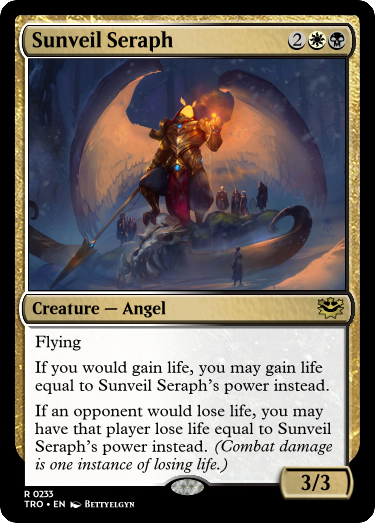 Sunveil Seraph 2
Creature — Angel
Flying
If you would gain life, you may gain life
equal to Sunveil Seraph's power instead.
If an opponent would lose life, you may
have that player lose life equal to Sunveil
Seraph's power instead. (Combat damage
is one instance of losing life.)
3/3
R 0233
TRO • EN Bettyelgyn